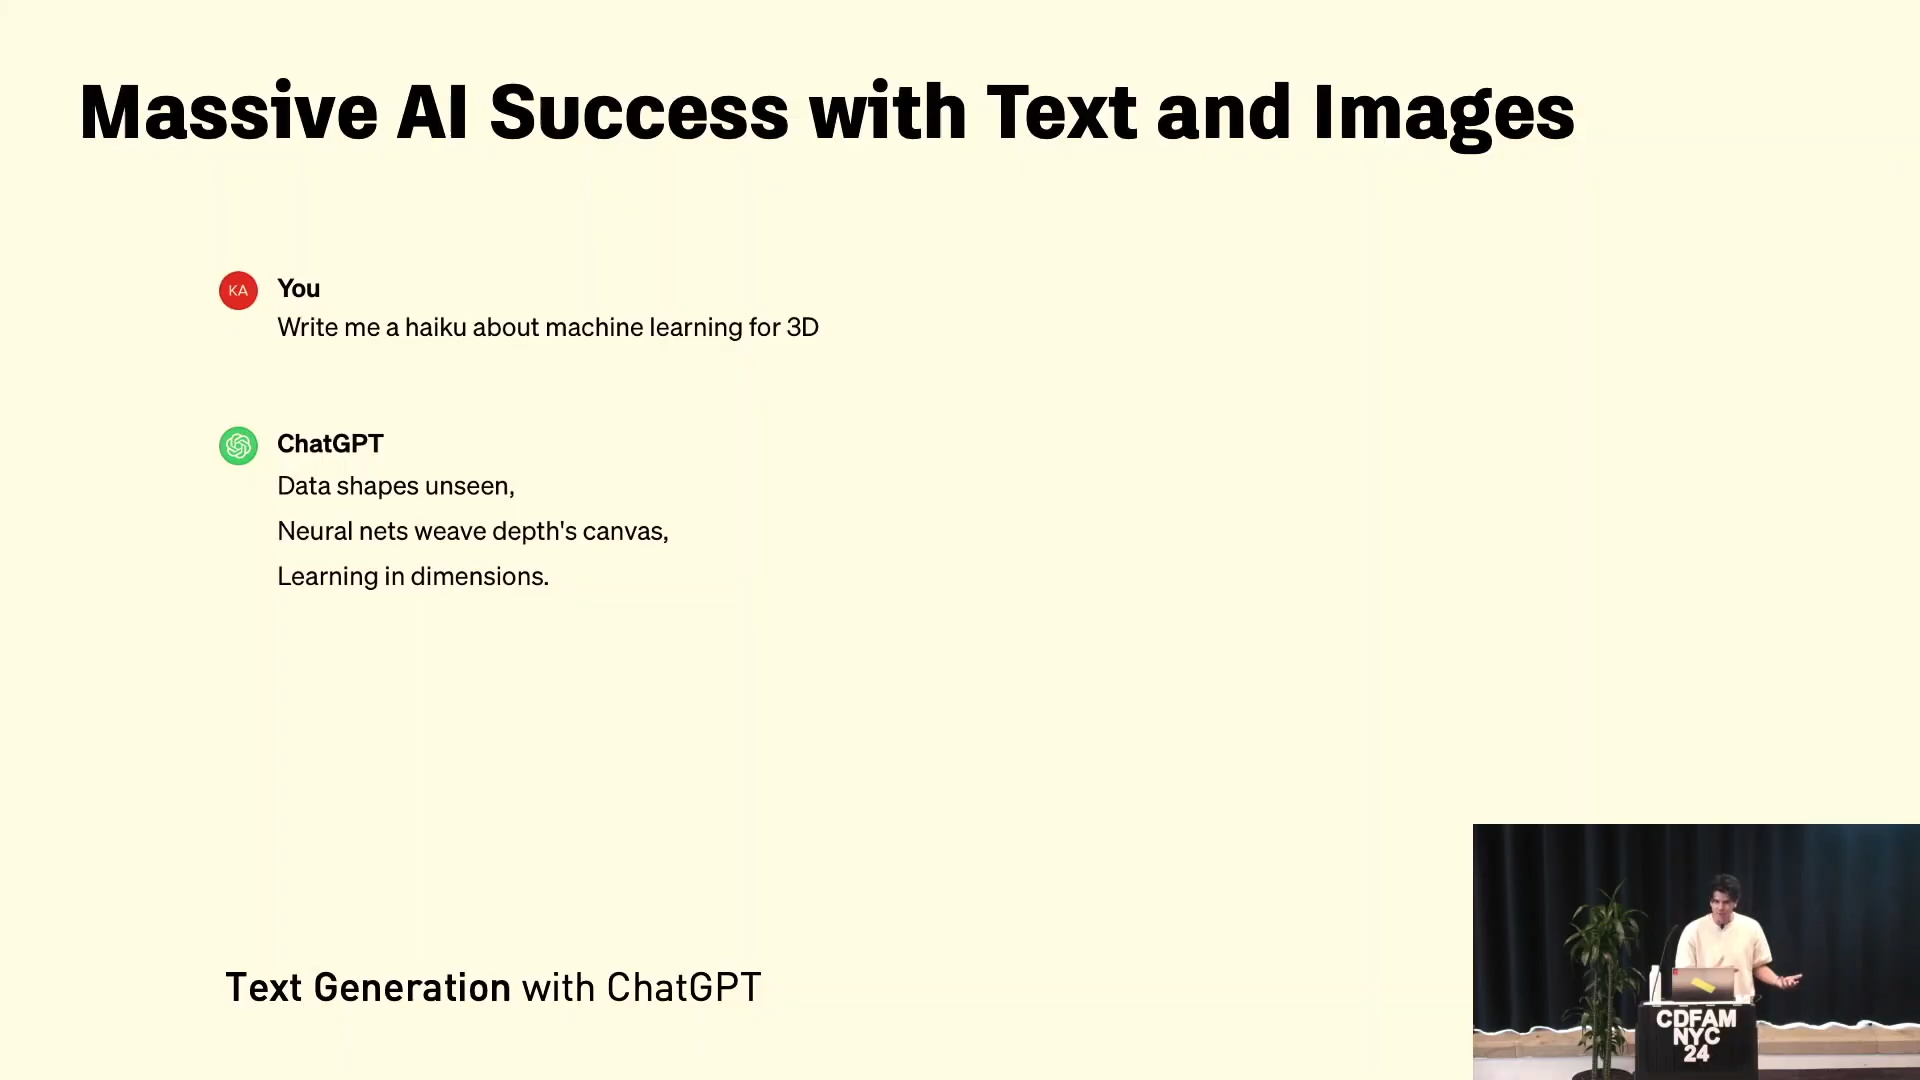 Massive AI Success with Text and Images
KA
You
Write me a haiku about machine learning for 3D
ChatGPT
Data shapes unseen,
Neural nets weave depth's canvas,
Learning in dimensions.
Text Generation with ChatGPT
CDFAM
NYC
24